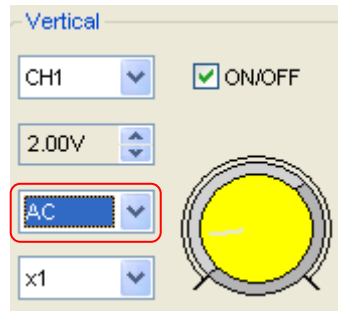 Vertical
CH1
ON/OFF
2.00V
AC
x1